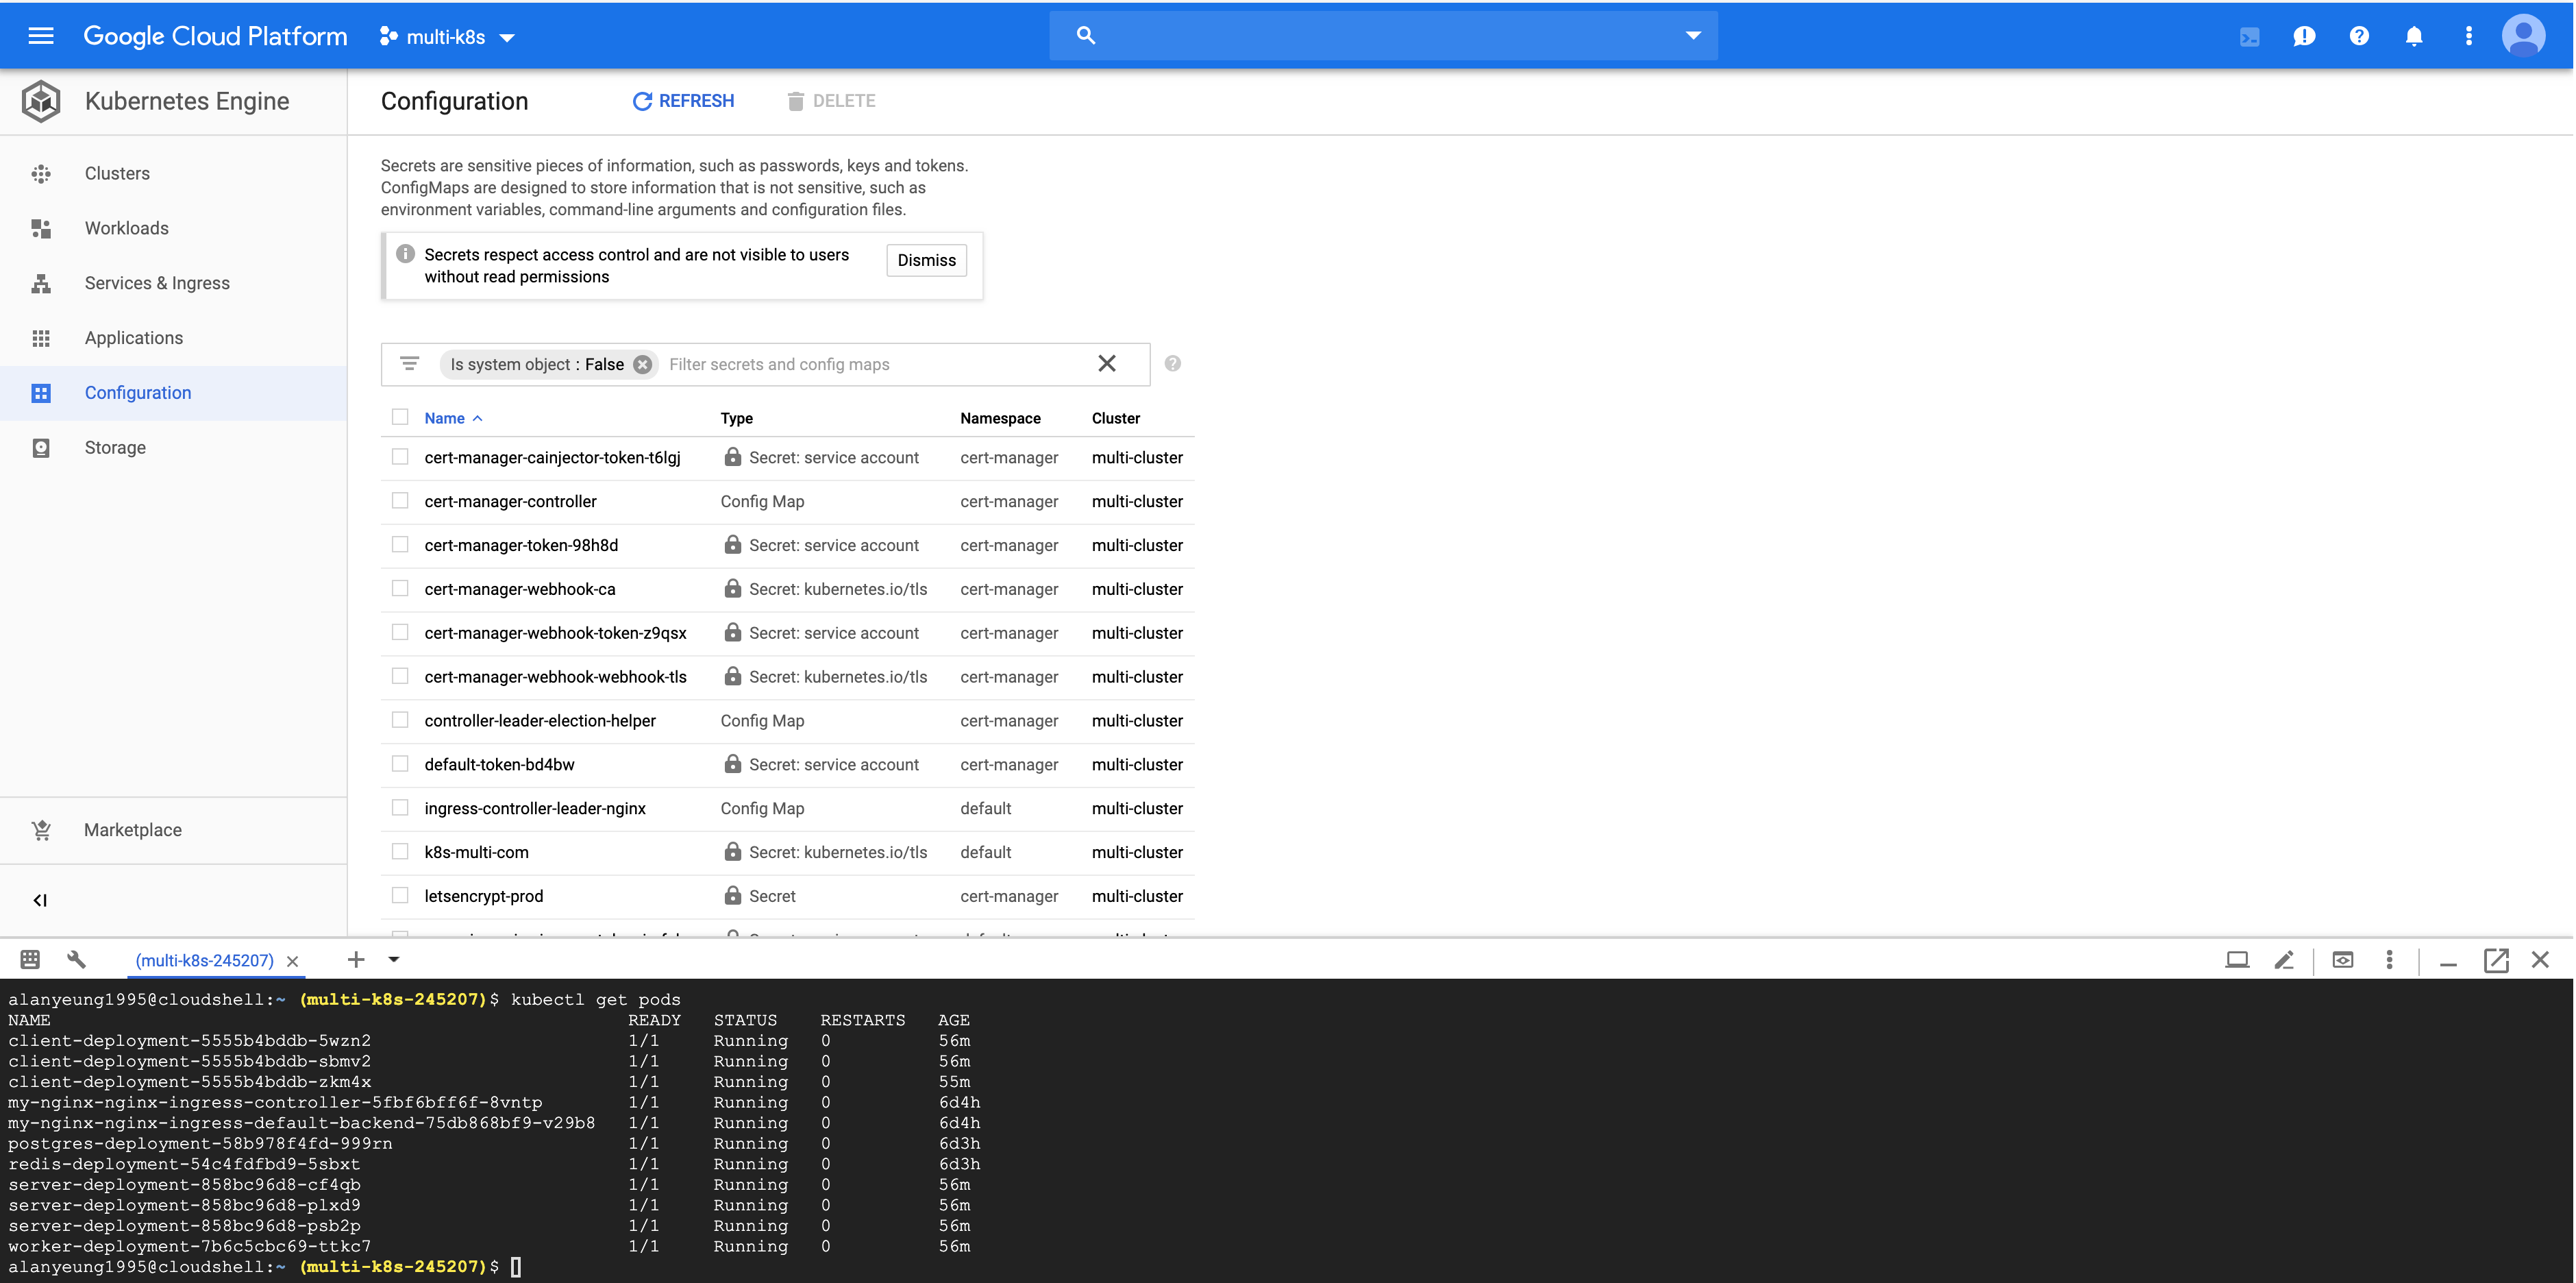 Google Cloud Platform multi-k8s
Kubernetes Engine
Configuration REFRESH DELETE
Clusters
Workloads
Services & Ingress
Applications
Configuration
Storage
Marketplace
Secrets are sensitive pieces of information, such as passwords, keys and tokens.
ConfigMaps are designed to store information that is not sensitive, such as
environment variables, command-line arguments and configuration files.
Secrets respect access control and are not visible to users
without read permissions
Dismiss
Is system object : False Filter secrets and config maps
Name Type Namespace Cluster
cert-manager-cainjector-token-t6lgj Secret: service account cert-manager multi-cluster
cert-manager-controller Config Map cert-manager multi-cluster
cert-manager-token-98h8d Secret: service account cert-manager multi-cluster
cert-manager-webhook-ca Secret: kubernetes.io/tls cert-manager multi-cluster
cert-manager-webhook-token-z9qsx Secret: service account cert-manager multi-cluster
cert-manager-webhook-webhook-tls Secret: kubernetes.io/tls cert-manager multi-cluster
controller-leader-election-helper Config Map cert-manager multi-cluster
default-token-bd4bw Secret: service account cert-manager multi-cluster
ingress-controller-leader-nginx Config Map default multi-cluster
k8s-multi-com Secret: kubernetes.io/tls default multi-cluster
letsencrypt-prod Secret cert-manager multi-cluster
(multi-k8s-245207)
alanyeung1995@cloudshell:~ (multi-k8s-245207)$ kubectl get pods
NAME READY STATUS RESTARTS AGE
client-deployment-5555b4bddb-5wzn2 1/1 Running 0 56m
client-deployment-5555b4bddb-sbmv2 1/1 Running 0 56m
client-deployment-5555b4bddb-zkm4x 1/1 Running 0 55m
my-nginx-nginx-ingress-controller-5fbf6bff6f-8vntp 1/1 Running 0 6d4h
my-nginx-nginx-ingress-default-backend-75db868bf9-v29b8 1/1 Running 0 6d4h
postgres-deployment-58b978f4fd-999rn 1/1 Running 0 6d3h
redis-deployment-54c4fdfbd9-5sbxt 1/1 Running 0 6d3h
server-deployment-858bc96d8-cf4qb 1/1 Running 0 56m
server-deployment-858bc96d8-plxd9 1/1 Running 0 56m
server-deployment-858bc96d8-psb2p 1/1 Running 0 56m
worker-deployment-7b6c5cbc69-ttkc7 1/1 Running 0 56m
alanyeung1995@cloudshell:~ (multi-k8s-245207)$